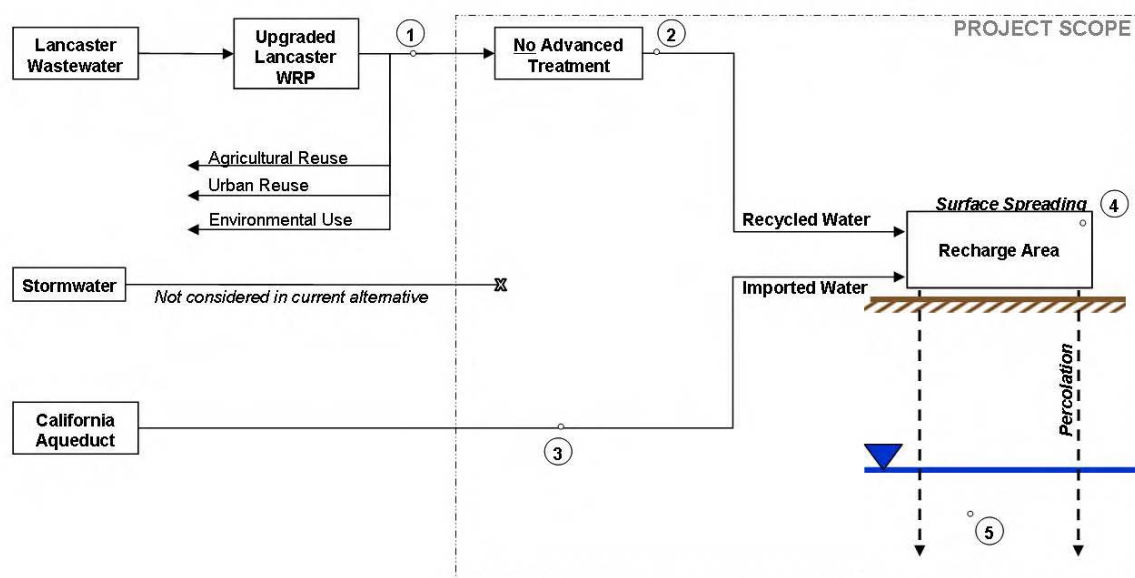 PROJECT SCOPE
Lancaster
Wastewater
Upgraded
Lancaster
WRP
1
No Advanced
Treatment
2
Agricultural Reuse
Urban Reuse
Environmental Use
Surface Spreading
4
Recycled Water
Recharge Area
Stormwater
Not considered in current alternative
X
Imported Water
Percolation
California
Aqueduct
3
5